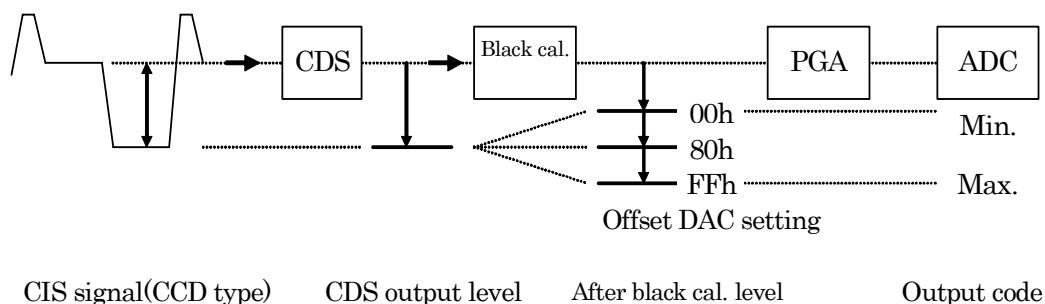 CDS
Black cal.
PGA
ADC
00h
Min.
80h
FFh
Max.
Offset DAC setting
CIS signal(CCD type)
CDS output level
After black cal. level
Output code